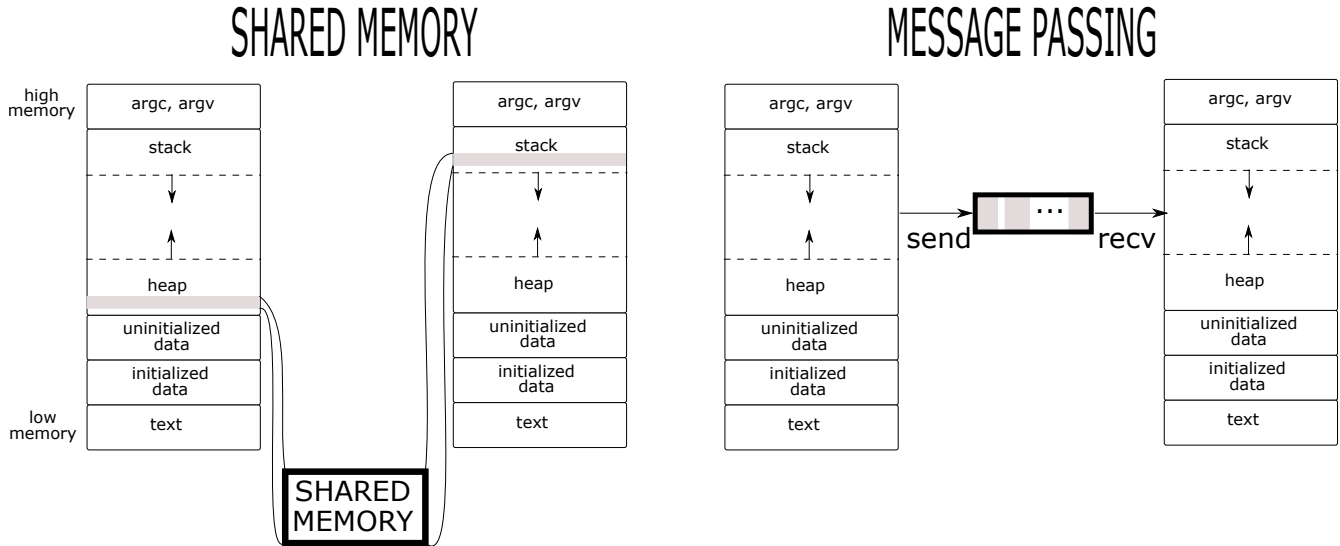 SHARED MEMORY
MESSAGE PASSING
high
memory
argc, argv
stack
heap
uninitialized
data
initialized
data
low
memory
text
argc, argv
stack
heap
uninitialized
data
initialized
data
text
SHARED
MEMORY
argc, argv
stack
heap
uninitialized
data
initialized
data
text
send
...
recv
argc, argv
stack
heap
uninitialized
data
initialized
data
text